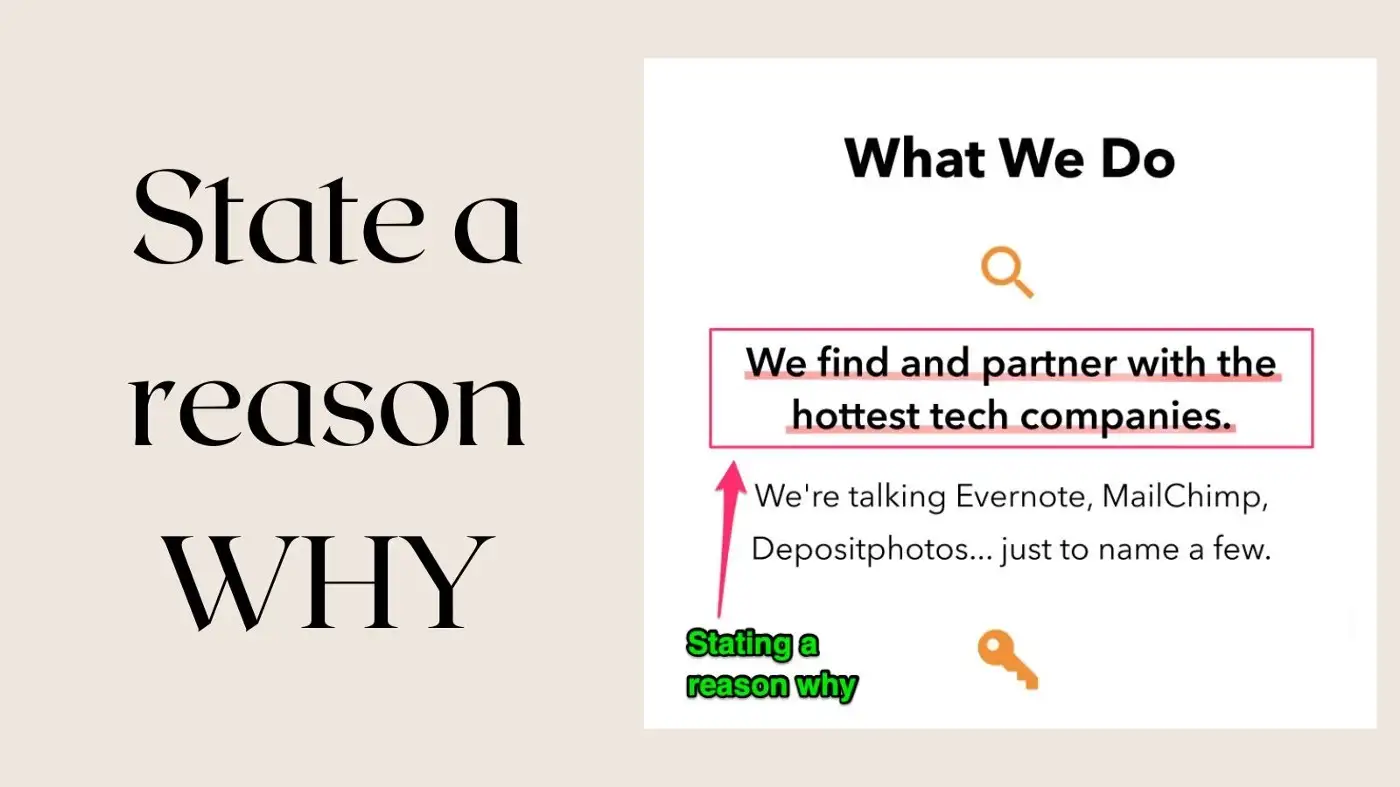 State a
reason
WHY
What We Do
We find and partner with the
hottest tech companies.
We're talking Evernote, MailChimp,
Depositphotos... just to name a few.
Stating a
reason why